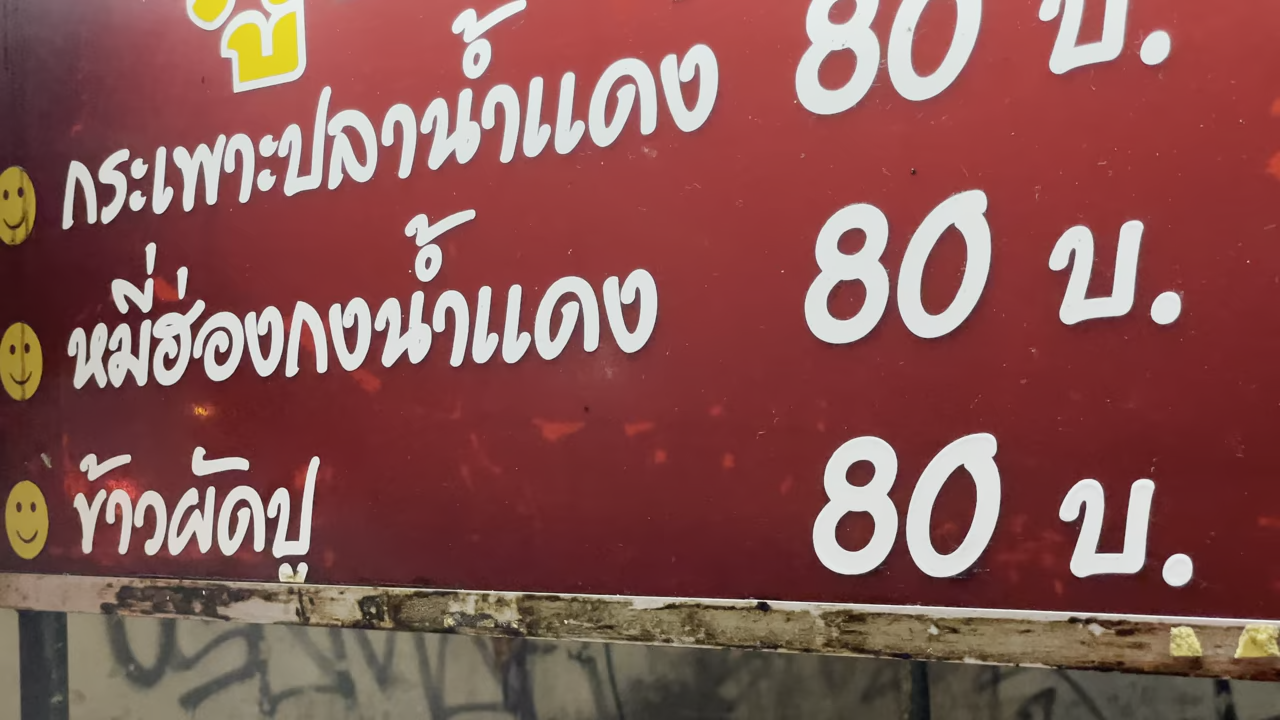 กระเพาะปลาน้ำแดง 80 บ.
หมี่ฮ่องกงน้ำแดง 80 บ.
ข้าวผัดปู 80 บ.